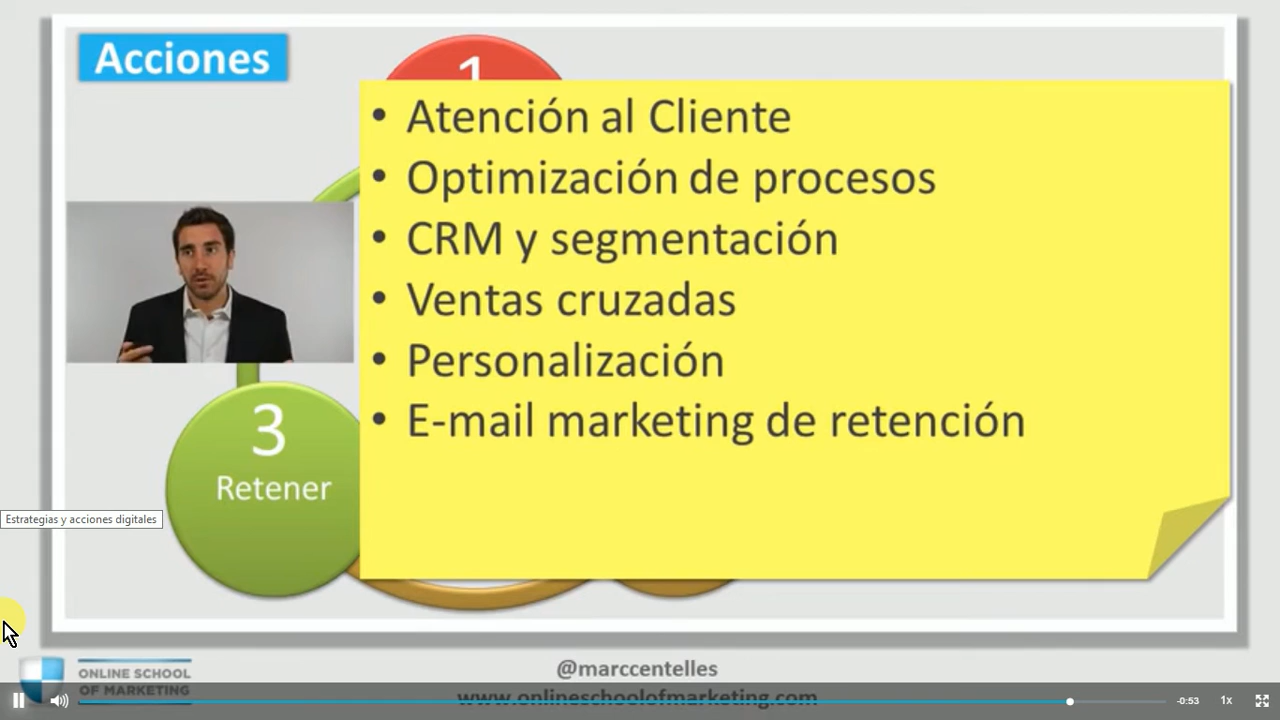 Acciones
1
• Atención al Cliente
• Optimización de procesos
• CRM y segmentación
• Ventas cruzadas
• Personalización
• E-mail marketing de retención
3
Retener
Estrategias y acciones digitales
ONLINE SCHOOL
OF MARKETING
@marccentelles
www.onlineschoolofmarketing.com
-0:53
1x